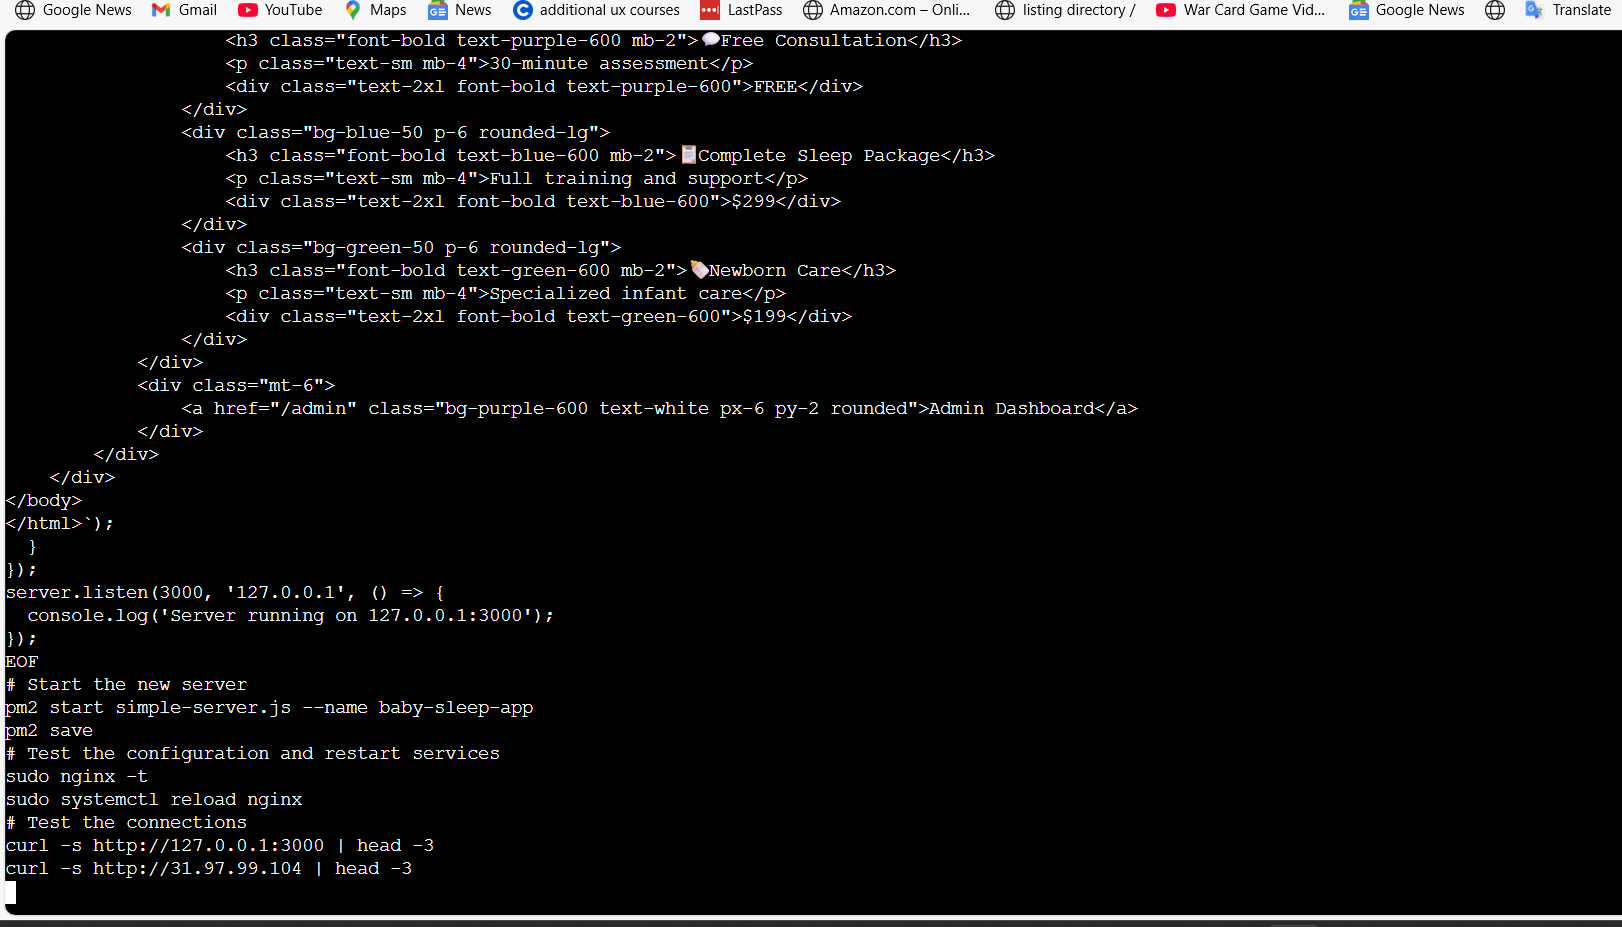 Google News Gmail YouTube Maps News additional ux courses LastPass Amazon.com – Onli... listing directory / War Card Game Vid... Google News Translate
<h3 class="font-bold text-purple-600 mb-2">💬Free Consultation</h3>
<p class="text-sm mb-4">30-minute assessment</p>
<div class="text-2xl font-bold text-purple-600">FREE</div>
</div>
<div class="bg-blue-50 p-6 rounded-lg">
<h3 class="font-bold text-blue-600 mb-2">📋Complete Sleep Package</h3>
<p class="text-sm mb-4">Full training and support</p>
<div class="text-2xl font-bold text-blue-600">$299</div>
</div>
<div class="bg-green-50 p-6 rounded-lg">
<h3 class="font-bold text-green-600 mb-2">Newborn Care</h3>
<p class="text-sm mb-4">Specialized infant care</p>
<div class="text-2xl font-bold text-green-600">$199</div>
</div>
</div>
<div class="mt-6">
<a href="/admin" class="bg-purple-600 text-white px-6 py-2 rounded">Admin Dashboard</a>
</div>
</div>
</div>
</body>
</html>`);
}
});
server.listen(3000, '127.0.0.1', () => {
console.log('Server running on 127.0.0.1:3000');
});
EOF
# Start the new server
pm2 start simple-server.js --name baby-sleep-app
pm2 save
# Test the configuration and restart services
sudo nginx -t
sudo systemctl reload nginx
# Test the connections
curl -s http://127.0.0.1:3000 | head -3
curl -s http://31.97.99.104 | head -3